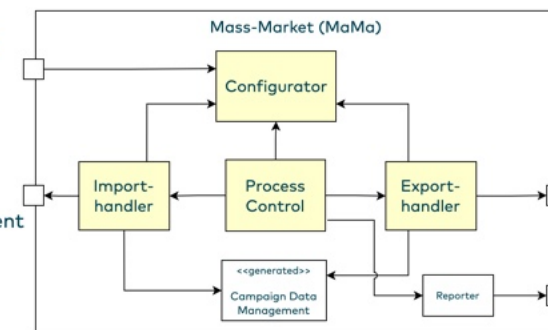 Mass-Market (MaMa)
Configurator
Import-
handler
Process
Control
Export-
handler
ent
<<generated>>
Campaign Data
Management
Reporter